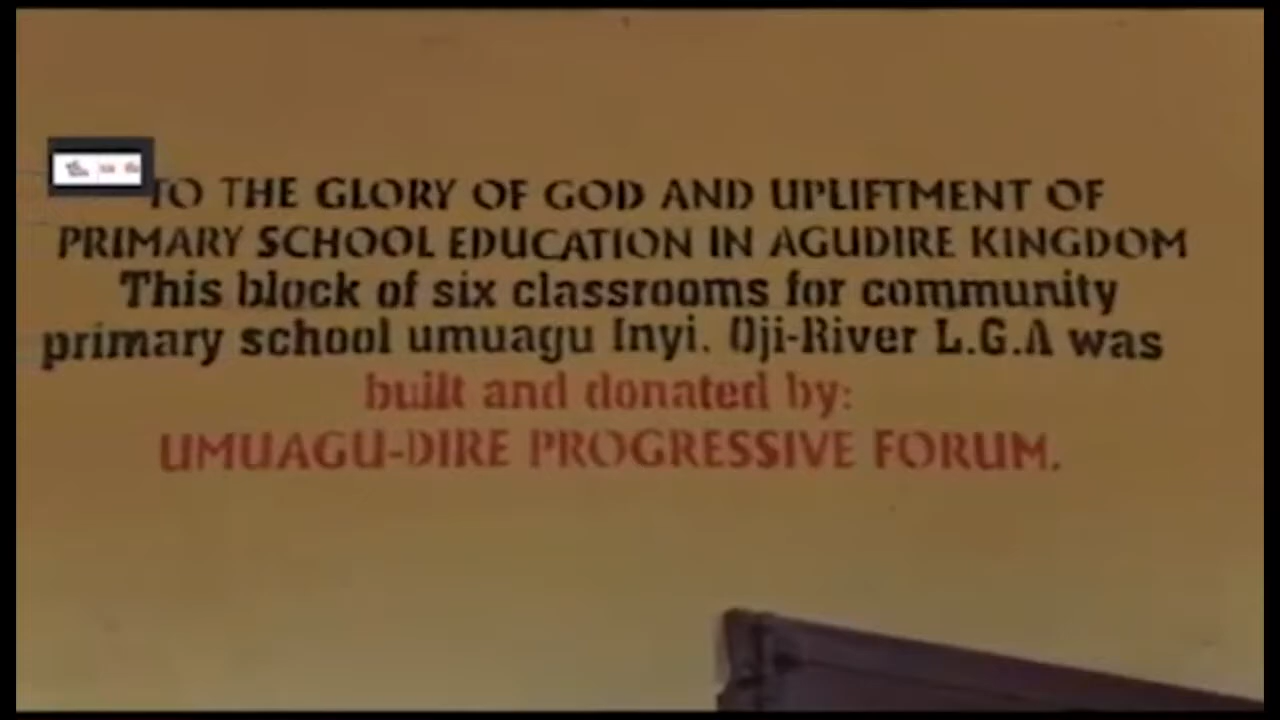 TO THE GLORY OF GOD AND UPLIFTMENT OF
PRIMARY SCHOOL EDUCATION IN AGUDIRE KINGDOM
This block of six classrooms for community
primary school umuagu Inyi. Oji-River L.G.A was
built and donated by:
UMUAGU-DIRE PROGRESSIVE FORUM.